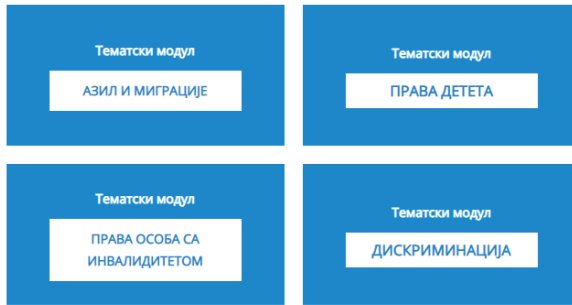 Тематски модул
АЗИЛ И МИГРАЦИЈЕ
Тематски модул
ПРАВА ДЕТЕТА
Тематски модул
ПРАВА ОСОБА СА
ИНВАЛИДИТЕТОМ
Тематски модул
ДИСКРИМИНАЦИЈА